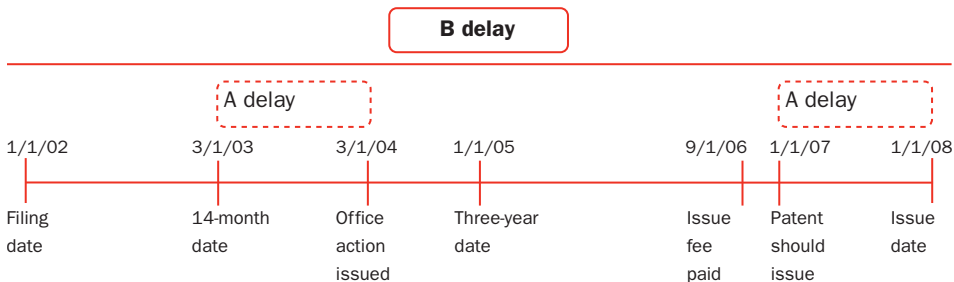 B delay
A delay A delay
1/1/02 3/1/03 3/1/04 1/1/05 9/1/06 1/1/07 1/1/08
Filing 14-month Office Three-year Issue Patent Issue
date date action date fee should date
issued paid issue